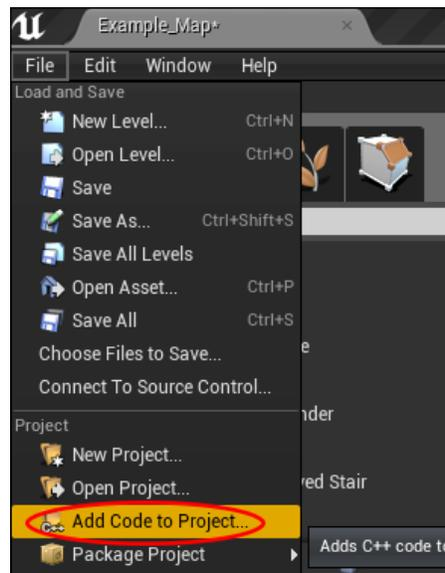 Example_Map*
File Edit Window Help
Load and Save
New Level... Ctrl+N
Open Level... Ctrl+O
Save
Save As... Ctrl+Shift+S
Save All Levels
Open Asset... Ctrl+P
Save All Ctrl+S
Choose Files to Save...
Connect To Source Control...
Project
New Project...
Open Project...
ved Stair
Add Code to Project...
Adds C++ code to
Package Project